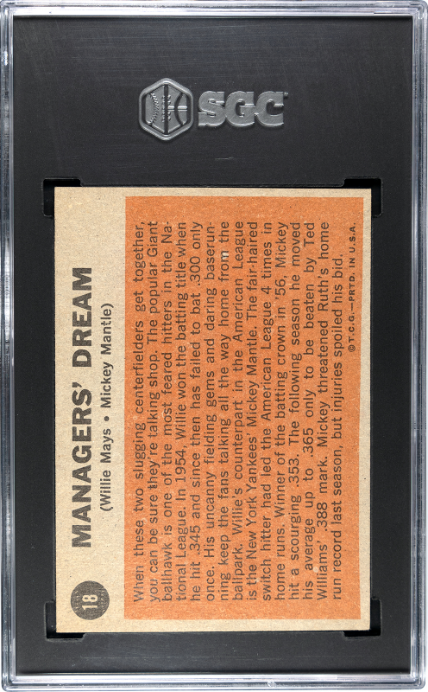 SGC
18
MANAGERS' DREAM
(Willie Mays • Mickey Mantle)
When these two slugging centerfielders get together,
you can be sure they're talking shop. The popular Giant
ballhawk is one of the most feared hitters in the Na-
tional League. In 1954, Willie won the batting title when
he hit .345 and since then has failed to bat .300 only
once. His uncanny fielding gems and daring baserun-
ning keep the fans talking all the way home from the
ballpark. Willie's counterpart in the American League
is the New York Yankees' Mickey Mantle. The fair-haired
switch hitter had led the American League 4 times in
home runs. Winner of the batting crown in '56, Mickey
hit a scourging .353. The following season he moved
his average up to .365 only to be beaten by Ted
Williams' .388 mark. Mickey threatened Ruth's home
run record last season, but injuries spoiled his bid.
© T.C.G.—PRTD. IN U.S.A.